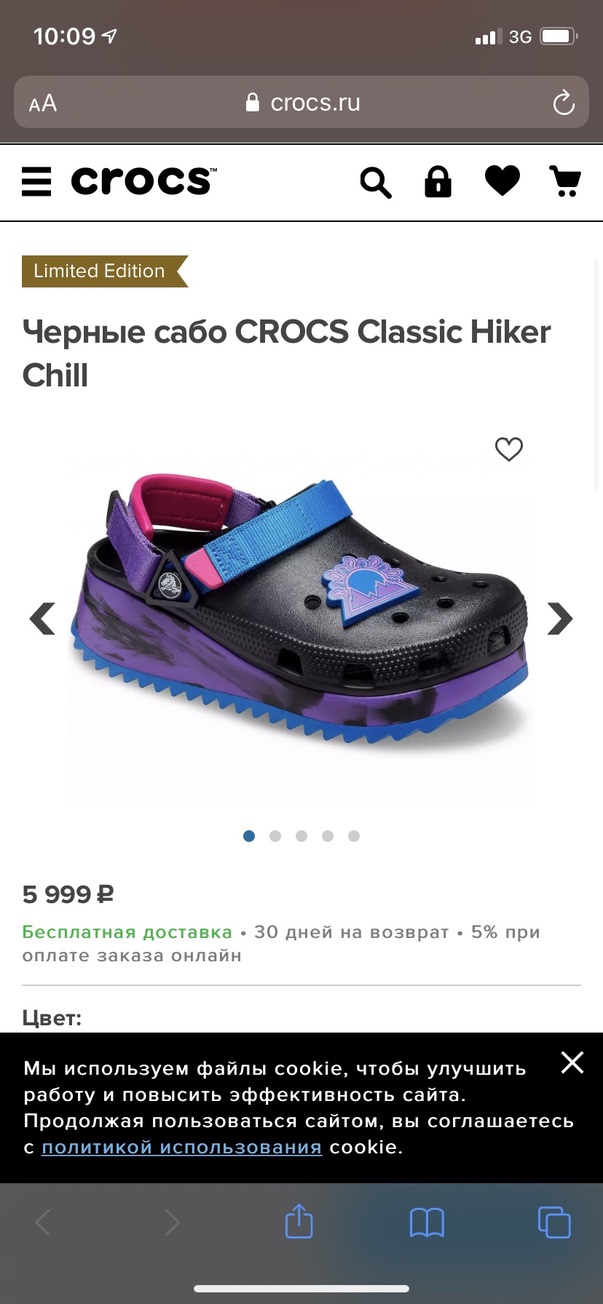 10:09
3G
AA
crocs.ru
crocs™
Limited Edition
Черные сабо CROCS Classic Hiker
Chill
5 999 ₽
Бесплатная доставка • 30 дней на возврат • 5% при
оплате заказа онлайн
Цвет:
Мы используем файлы cookie, чтобы улучшить
работу и повысить эффективность сайта.
Продолжая пользоваться сайтом, вы соглашаетесь
с политикой использования cookie.